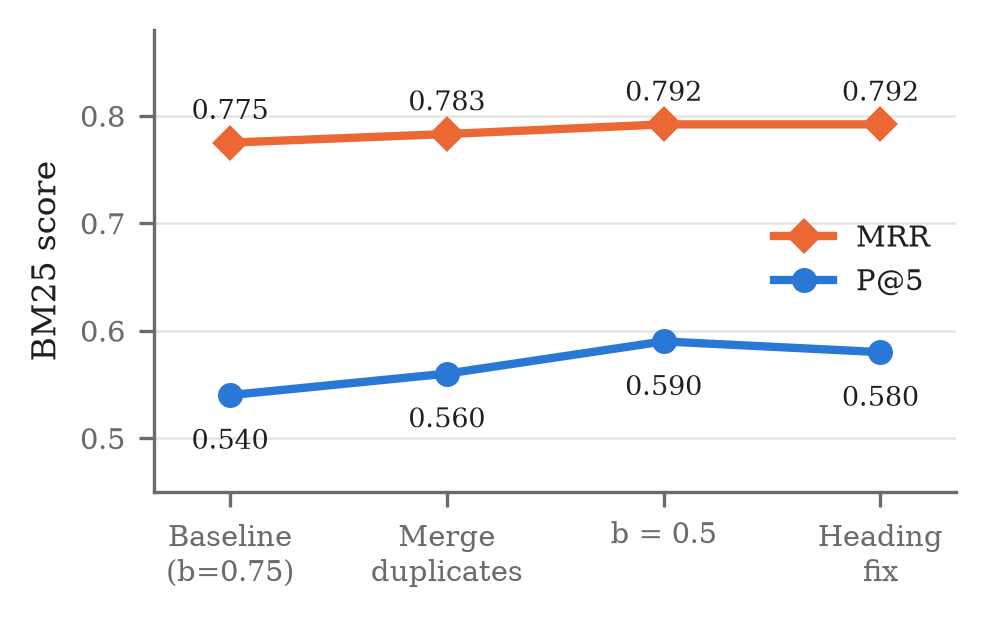 0.775
0.783
0.792
0.792
0.8
0.7
0.6
0.5
BM25 score
MRR
P@5
0.540
0.560
0.590
0.580
Baseline
(b=0.75)
Merge
duplicates
b = 0.5
Heading
fix